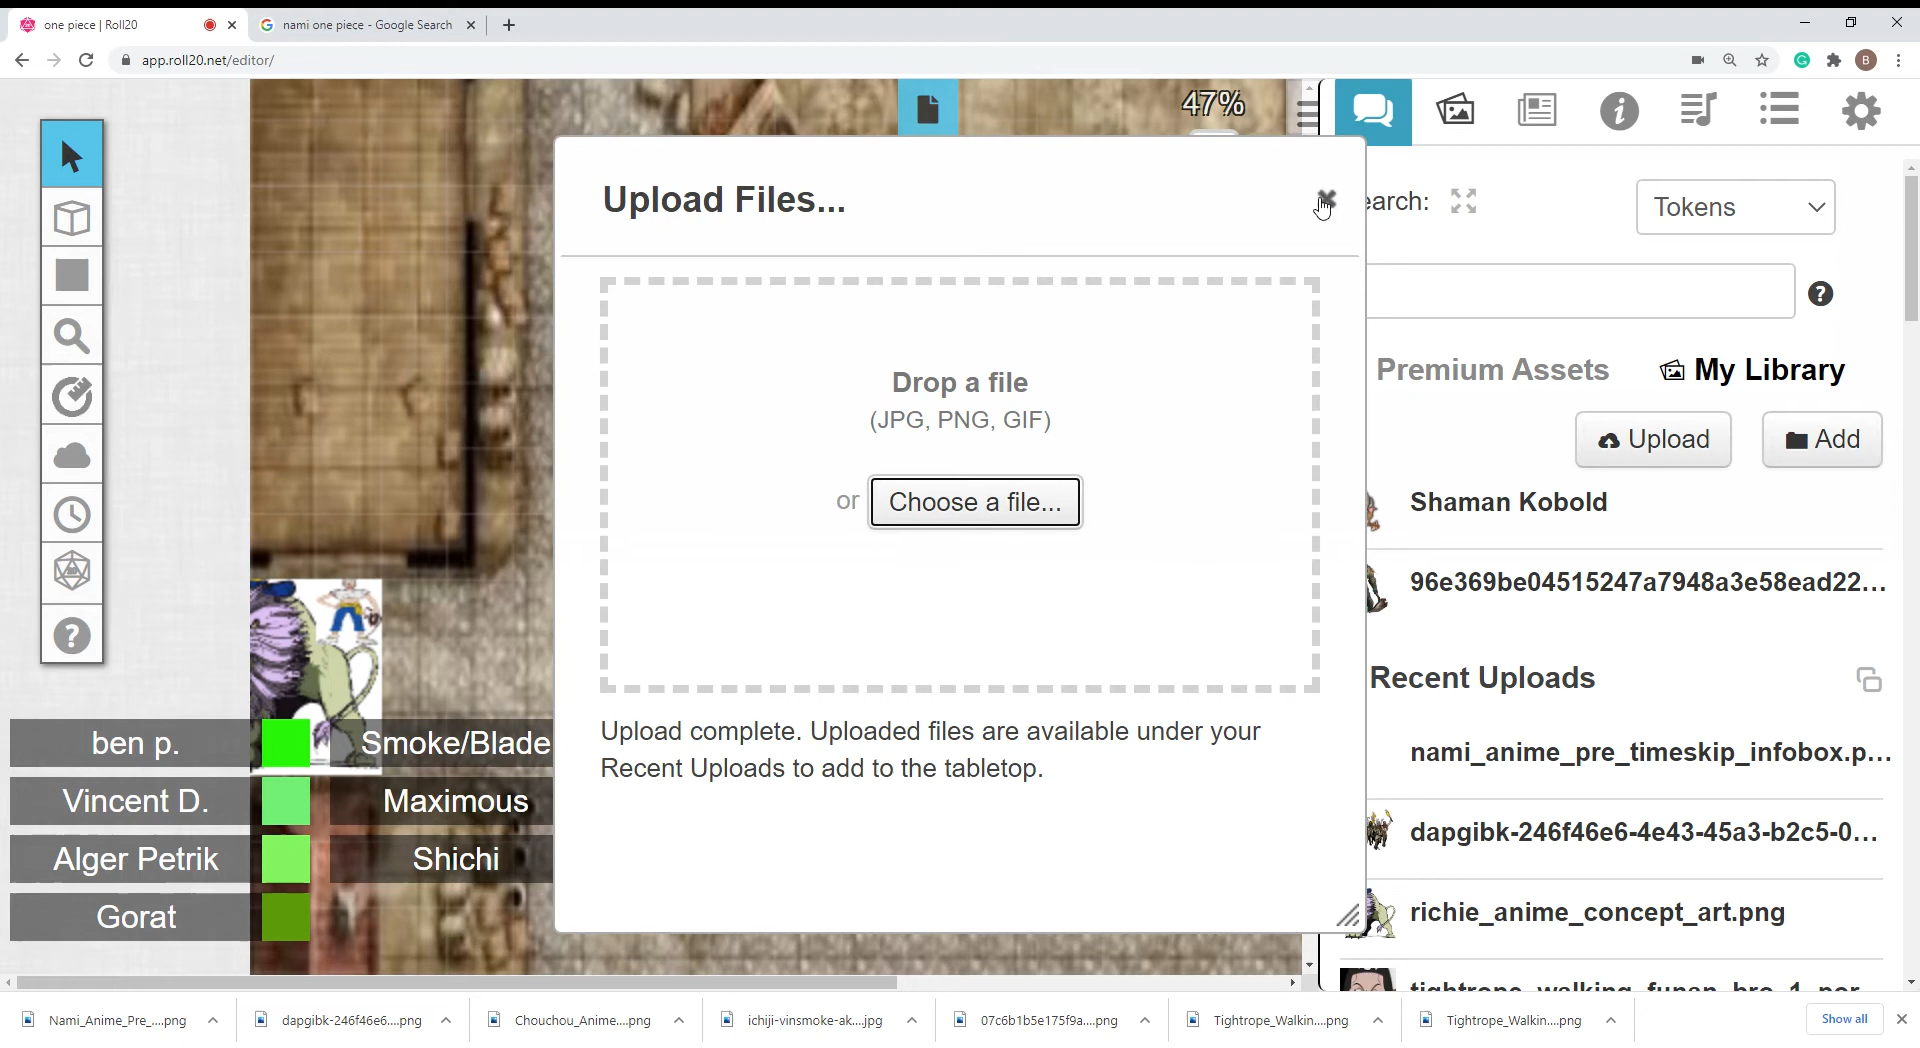 one piece | Roll20
nami one piece - Google Search
app.roll20.net/editor/
B
47%
Upload Files...
earch:
Tokens
Drop a file
(JPG, PNG, GIF)
or Choose a file...
Upload complete. Uploaded files are available under your
Recent Uploads to add to the tabletop.
Premium Assets
My Library
Upload
Add
Shaman Kobold
96e369be04515247a7948a3e58ead22...
Recent Uploads
nami_anime_pre_timeskip_infobox.p...
dapgibk-246f46e6-4e43-45a3-b2c5-0...
richie_anime_concept_art.png
ben p.
Smoke/Blade
Vincent D.
Maximous
Alger Petrik
Shichi
Gorat
Nami_Anime_Pre_....png
dapgibk-246f46e6....png
Chouchou_Anime....png
ichiji-vinsmoke-ak....jpg
07c6b1b5e175f9a....png
Tightrope_Walkin....png
Tightrope_Walkin....png
Show all